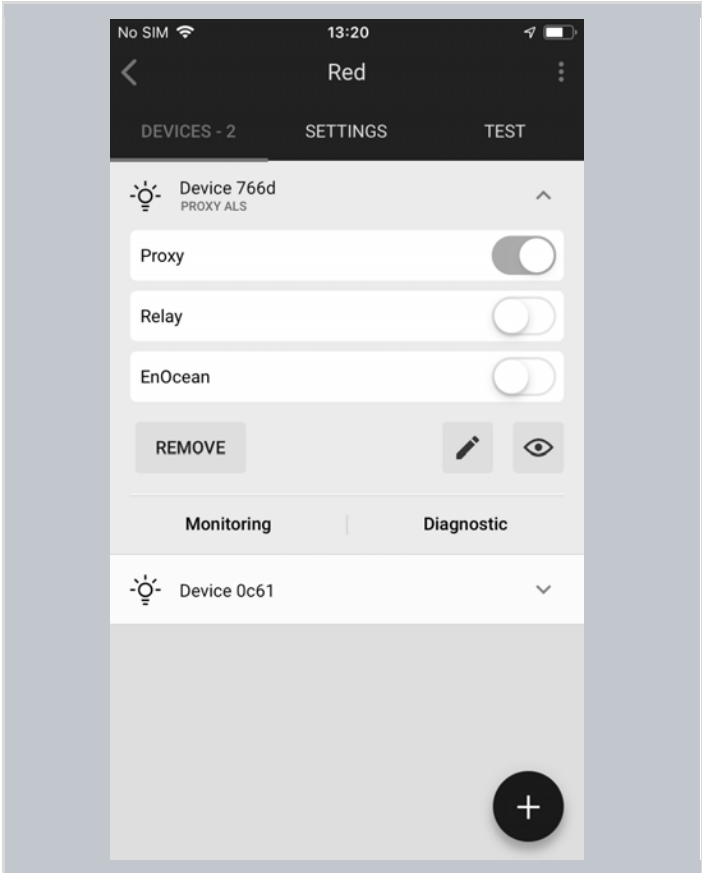 No SIM 13:20
Red
DEVICES - 2 SETTINGS TEST
Device 766d
PROXY ALS
Proxy
Relay
EnOcean
REMOVE
Monitoring Diagnostic
Device 0c61